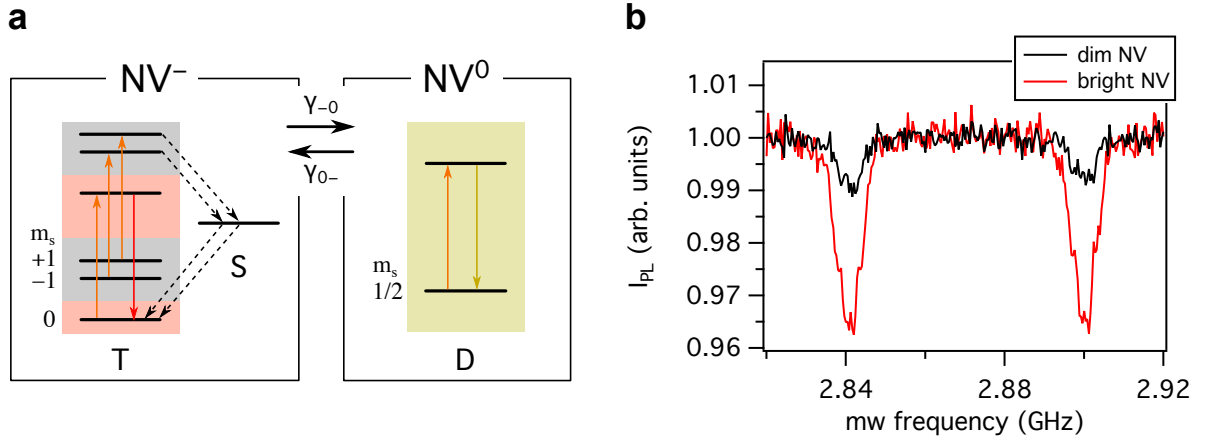 a
NV⁻
NV⁰
γ₋₀
γ₀₋
mₛ
+1
−1
0
S
T
mₛ
1/2
D
b
dim NV
bright NV
1.01
1.00
0.99
0.98
0.97
0.96
I_PL (arb. units)
2.84
2.88
2.92
mw frequency (GHz)